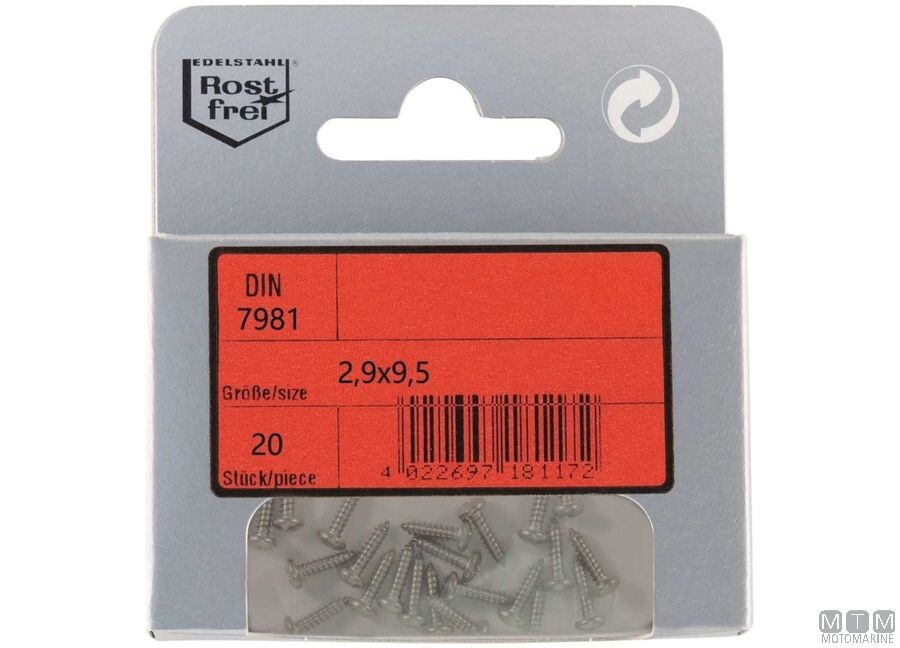 EDELSTAHL®
Rost
frei
DIN
7981
2,9x9,5
Größe/size
20
Stück/piece
4 022697 181172
MTM
MOTOMARINE